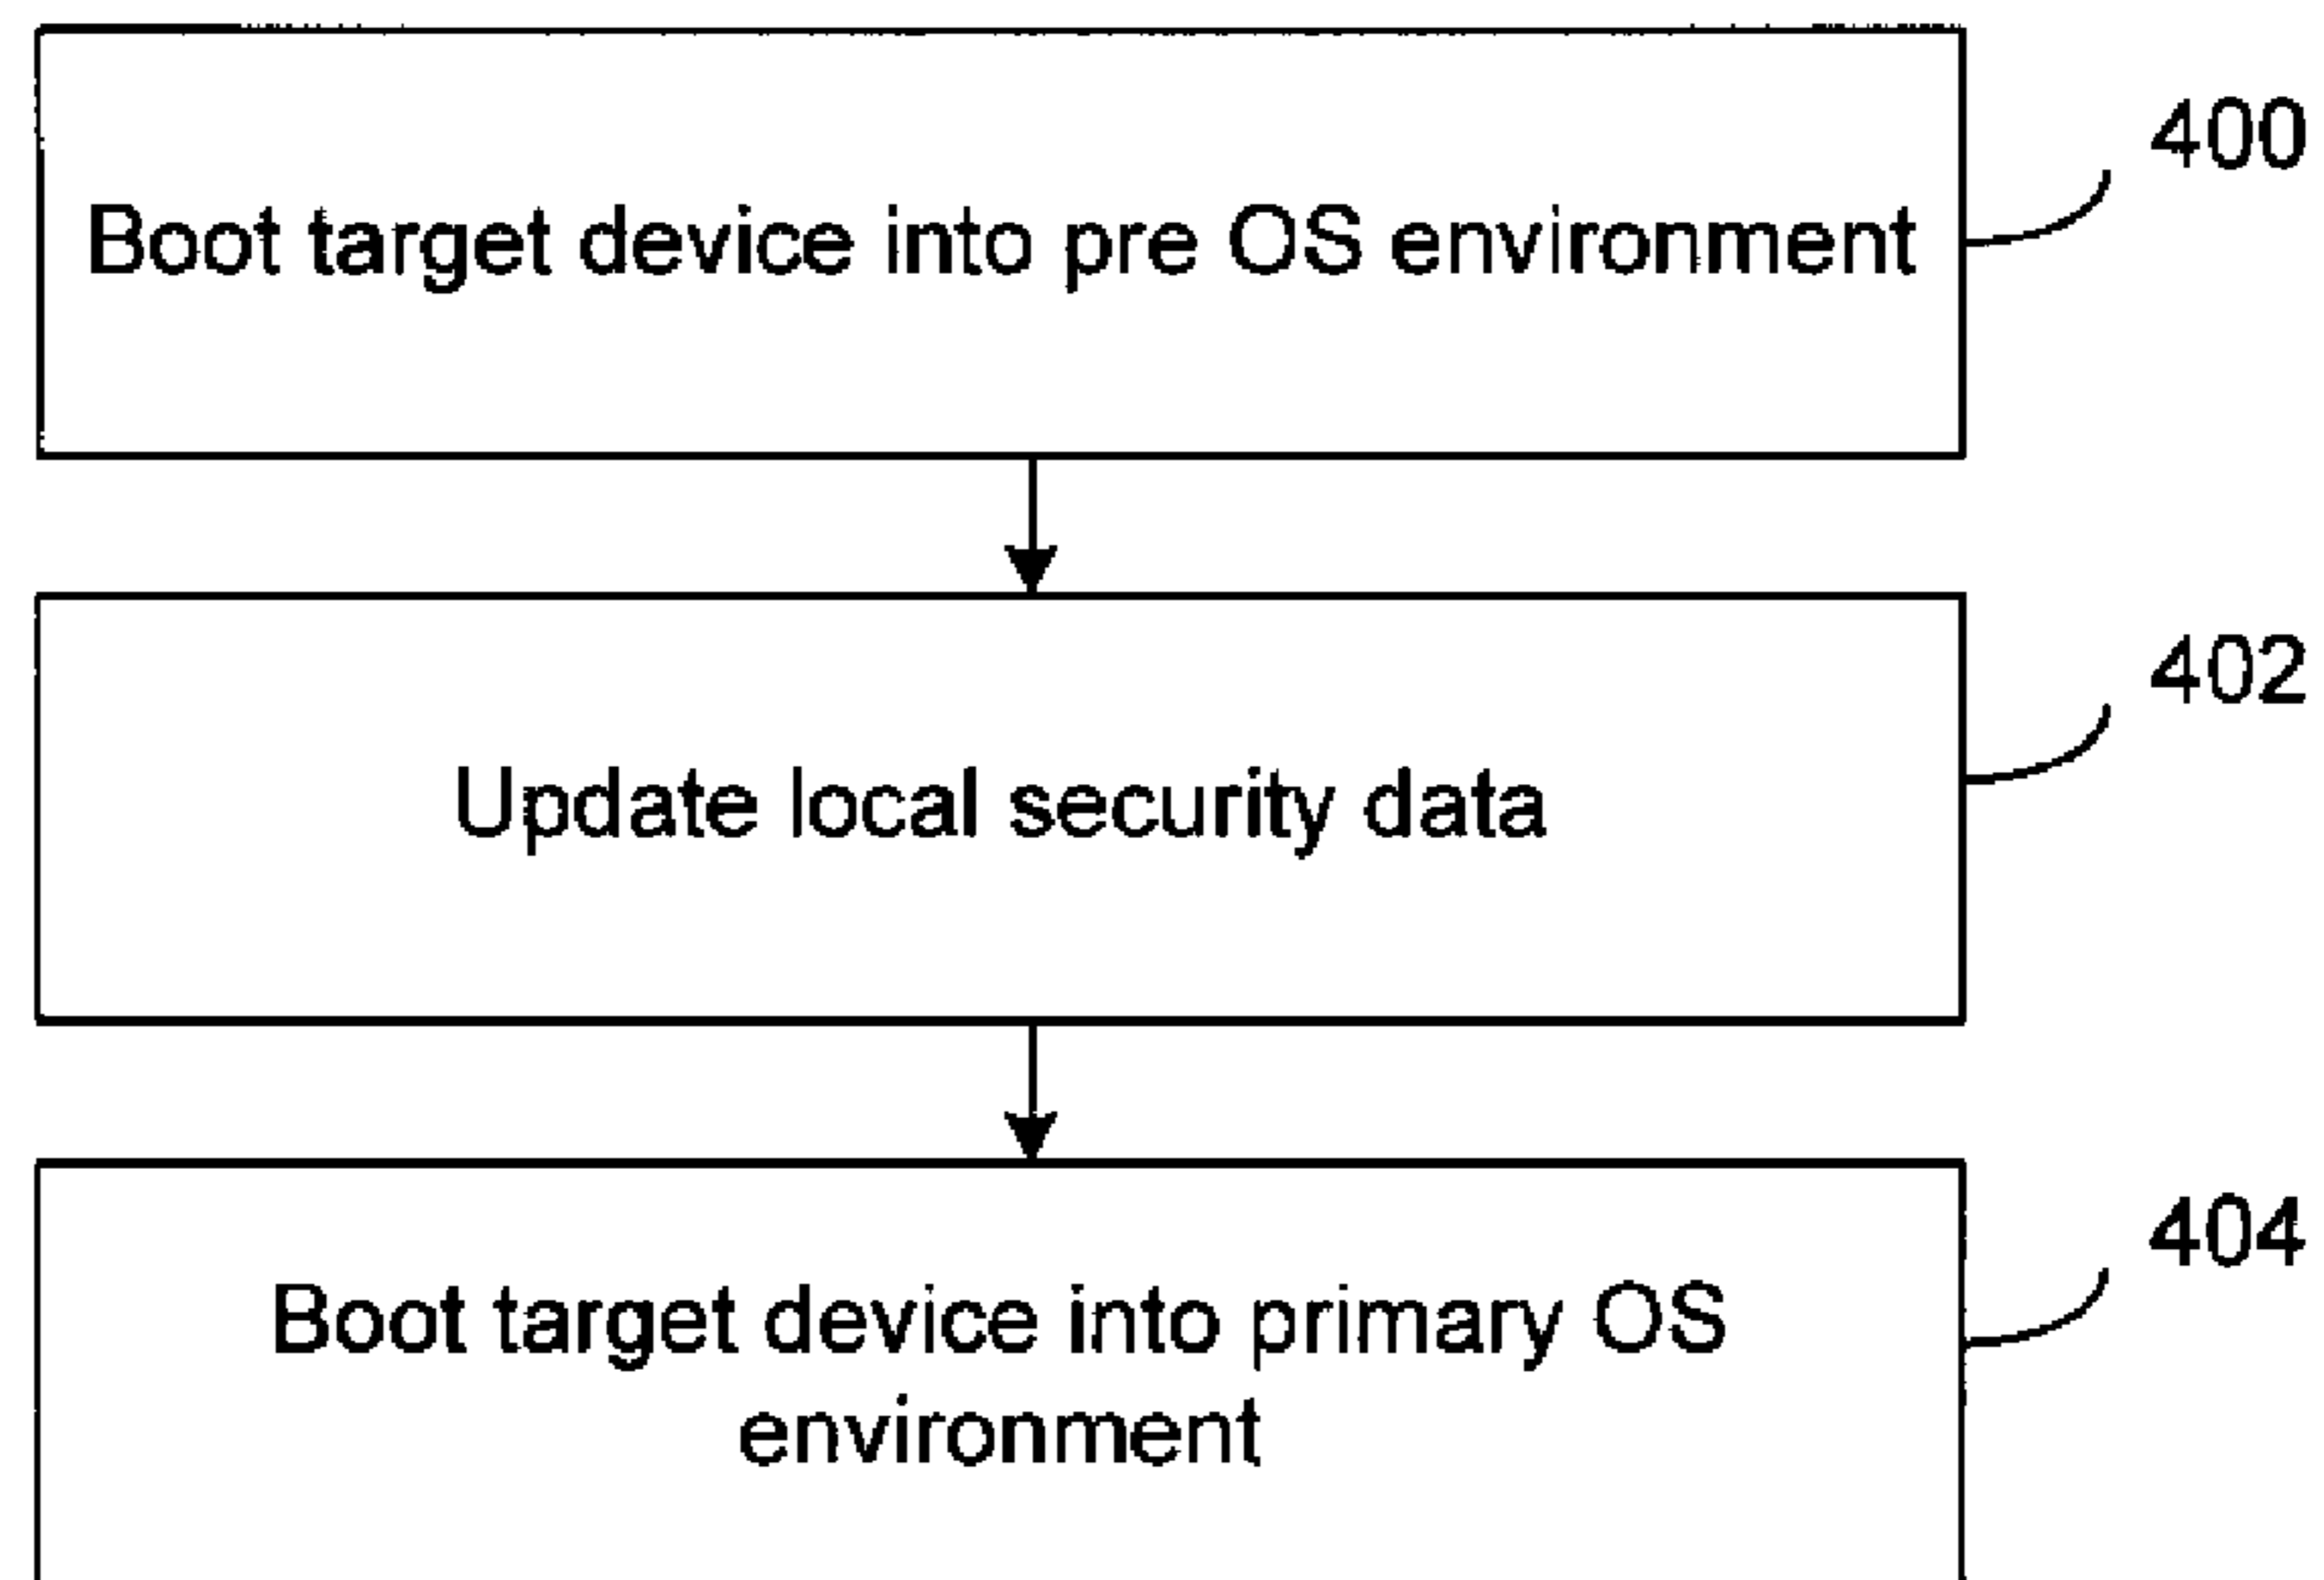 400
Boot target device into pre OS environment
402
Update local security data
404
Boot target device into primary OS
environment